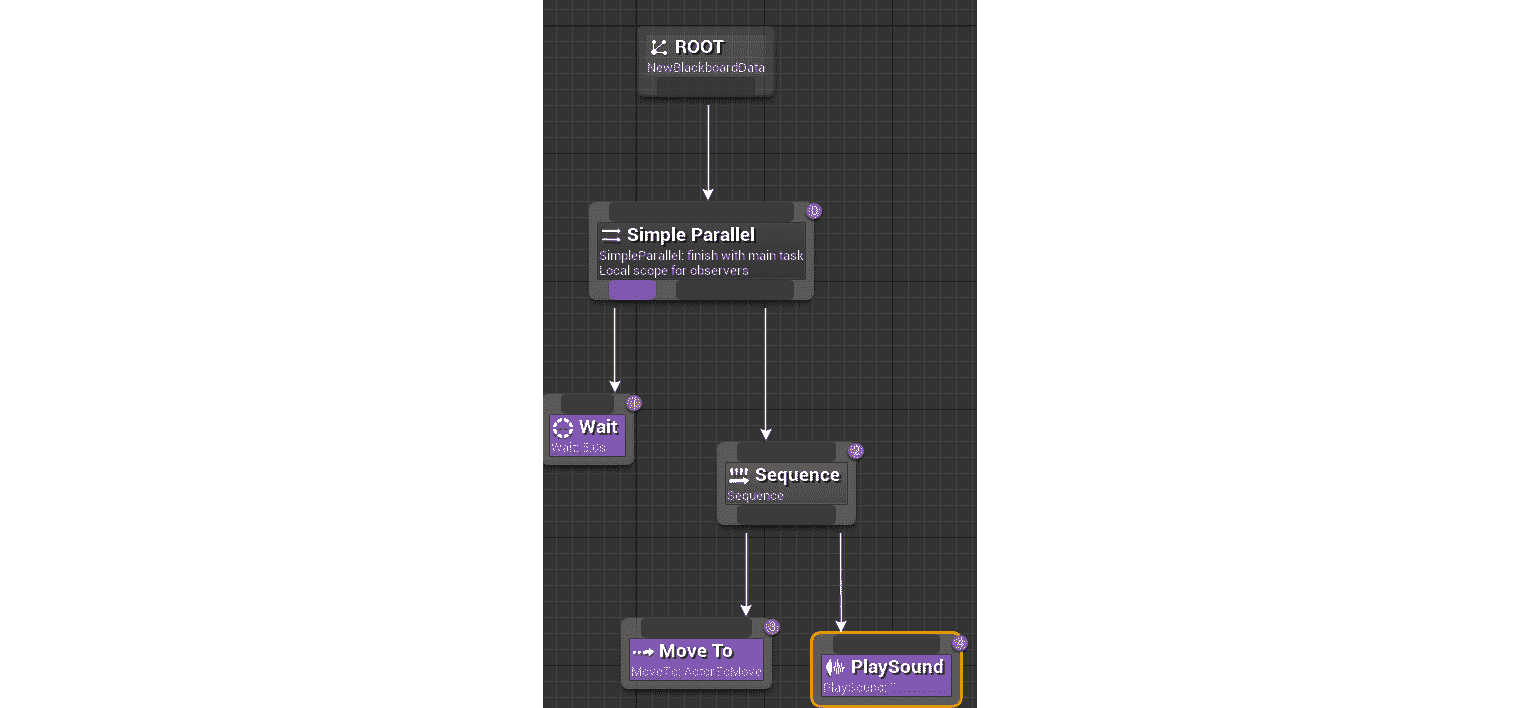 ROOT
NewBlackboardData
0
Simple Parallel
SimpleParallel: finish with main task
Local scope for observers
1
Wait
Wait: 5.0s
2
Sequence
Sequence
3
Move To
MoveTo: ActorToMove
4
PlaySound
PlaySound: